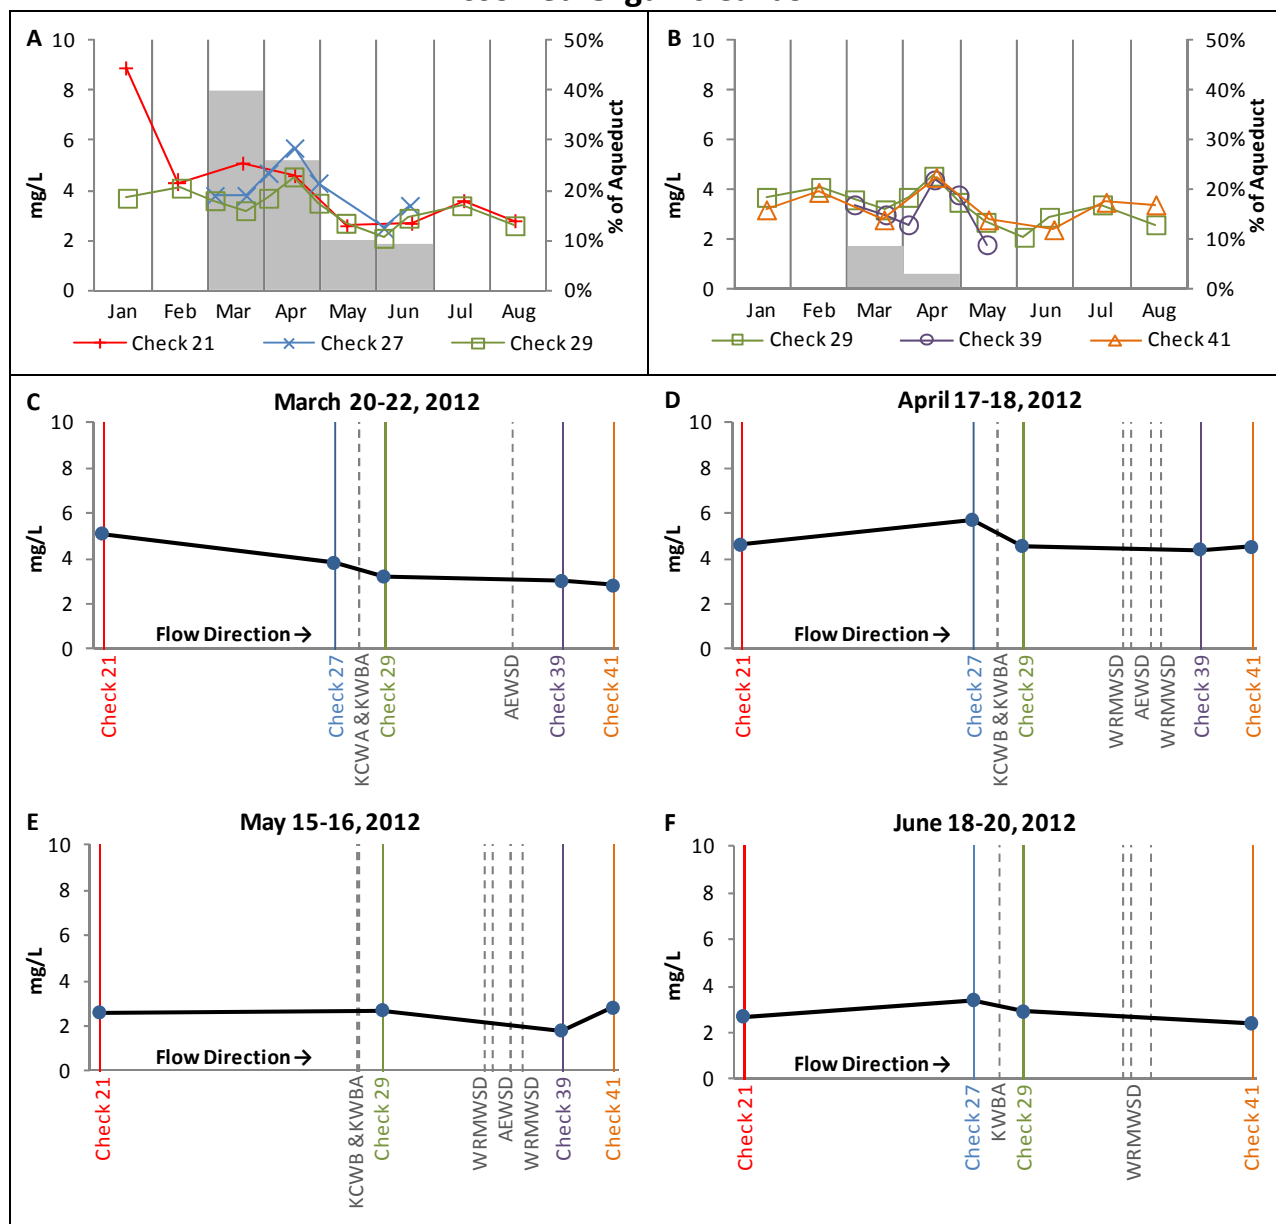 A
10
8
6
4
2
0
mg/L
50%
40%
30%
20%
10%
0%
% of Aqueduct
Jan Feb Mar Apr May Jun Jul Aug
Check 21 Check 27 Check 29
B
10
8
6
4
2
0
mg/L
50%
40%
30%
20%
10%
0%
% of Aqueduct
Jan Feb Mar Apr May Jun Jul Aug
Check 29 Check 39 Check 41
C
March 20-22, 2012
10
8
6
4
2
0
mg/L
Flow Direction →
Check 21
Check 27
KCWA & KWBA
Check 29
AEWSD
Check 39
Check 41
D
April 17-18, 2012
10
8
6
4
2
0
mg/L
Flow Direction →
Check 21
Check 27
KCWB & KWBA
Check 29
WRMWSD
AEWSD
WRMWSD
Check 39
Check 41
E
May 15-16, 2012
10
8
6
4
2
0
mg/L
Flow Direction →
Check 21
KCWB & KWBA
Check 29
WRMWSD
AEWSD
WRMWSD
Check 39
Check 41
F
June 18-20, 2012
10
8
6
4
2
0
mg/L
Flow Direction →
Check 21
Check 27
KWBA
Check 29
WRMWSD
Check 41